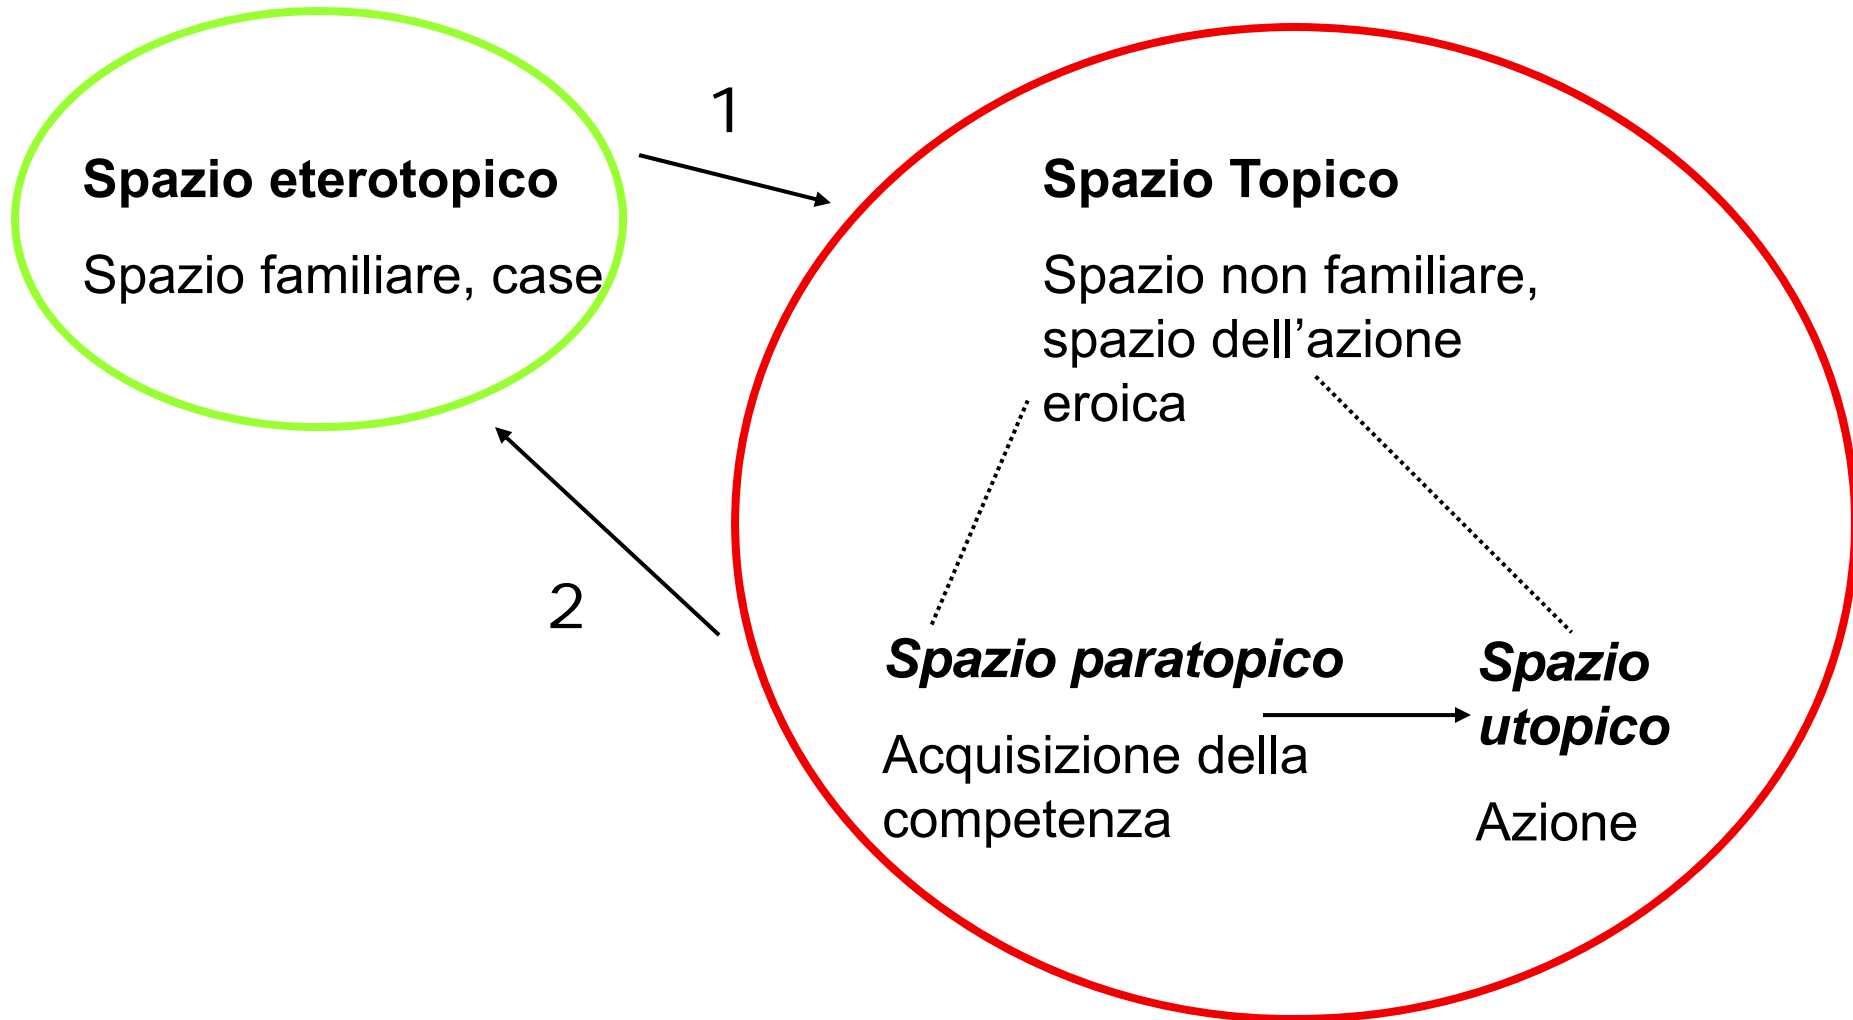 1
Spazio eterotopico
Spazio familiare, case
Spazio Topico
Spazio non familiare,
spazio dell’azione
eroica
2
Spazio paratopico
Acquisizione della
competenza
Spazio
utopico
Azione